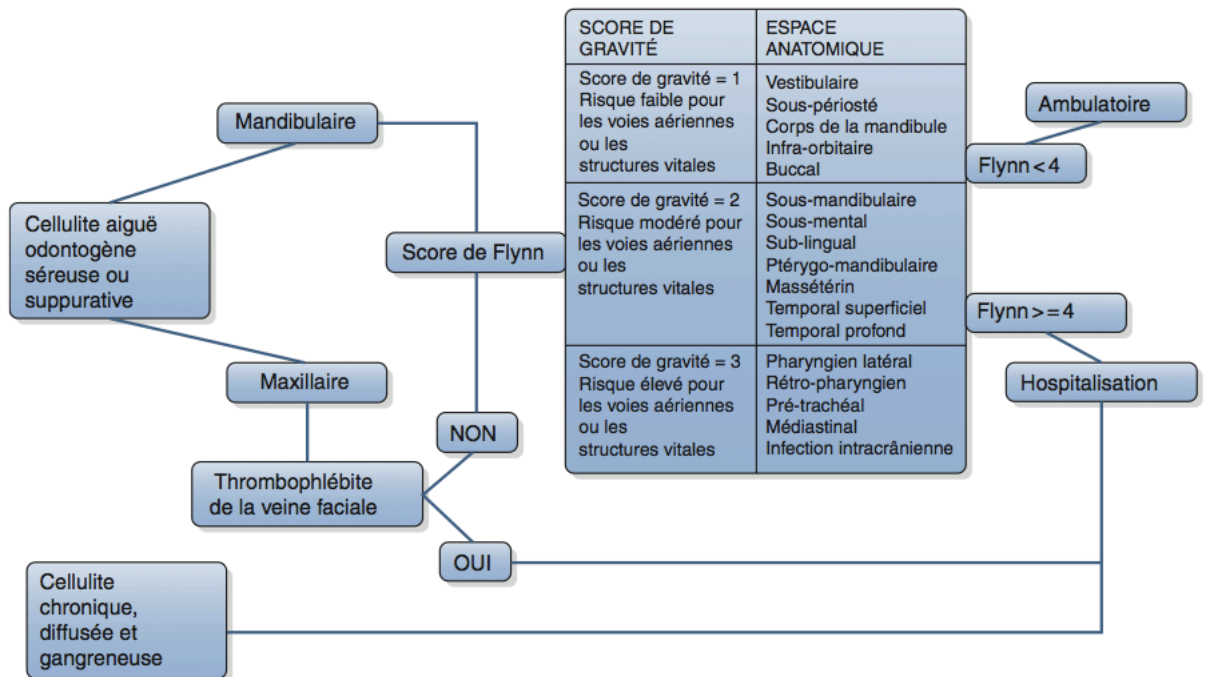 Cellulite aiguë
odontogène
séreuse ou
suppurative
Mandibulaire
Maxillaire
Thrombophlébite
de la veine faciale
NON
OUI
Score de Flynn
SCORE DE
GRAVITÉ
ESPACE
ANATOMIQUE
Score de gravité = 1
Risque faible pour
les voies aériennes
ou les
structures vitales
Vestibulaire
Sous-périosté
Corps de la mandibule
Infra-orbitaire
Buccal
Score de gravité = 2
Risque modéré pour
les voies aériennes
ou les
structures vitales
Sous-mandibulaire
Sous-mental
Sub-lingual
Ptérygo-mandibulaire
Massétérin
Temporal superficiel
Temporal profond
Score de gravité = 3
Risque élevé pour
les voies aériennes
ou les
structures vitales
Pharyngien latéral
Rétro-pharyngien
Pré-trachéal
Médiastinal
Infection intracrânienne
Flynn < 4
Ambulatoire
Flynn >= 4
Hospitalisation
Cellulite
chronique,
diffusée et
gangreneuse